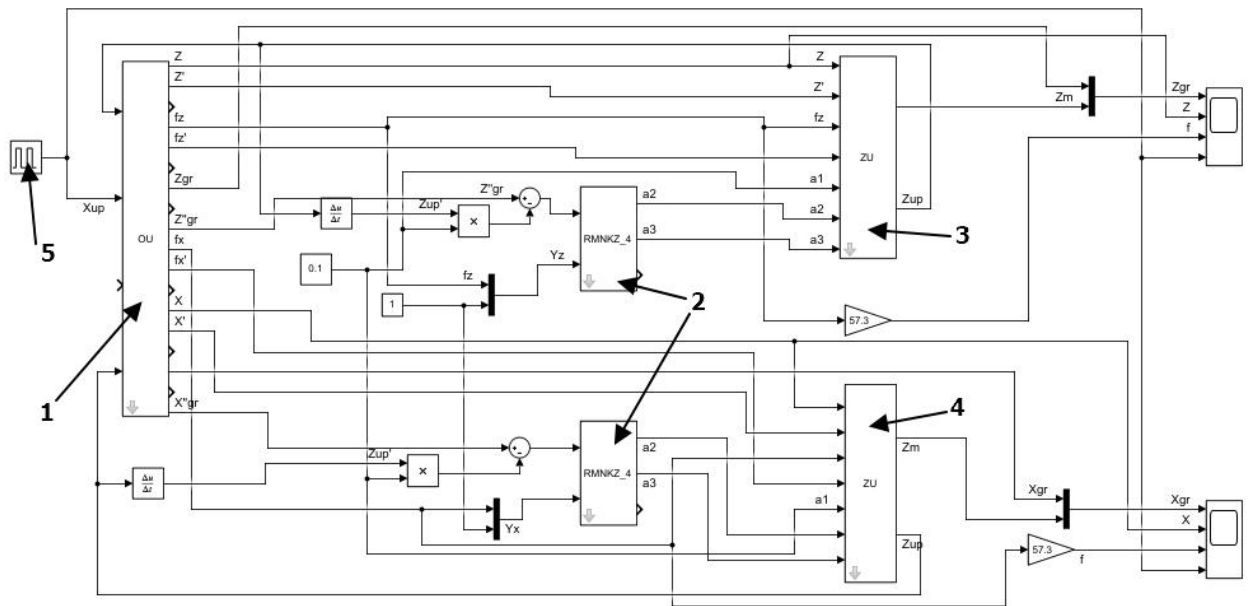 Z
Z'
fz
fz'
Zgr
Z''gr
fx
fx'
X
X'
X''gr
Xup
OU
5
1
Δu
Δt
Zup'
×
+
-
0.1
1
fz
Yz
RMNKZ_4
a2
a3
2
Z
Z'
fz
a1
a2
a3
ZU
Zm
Zup
3
Zgr
Z
f
57.3
Δu
Δt
Zup'
×
+
-
Yx
RMNKZ_4
a2
a3
a1
ZU
4
Zm
Zup
Xgr
57.3
f
Xgr
X